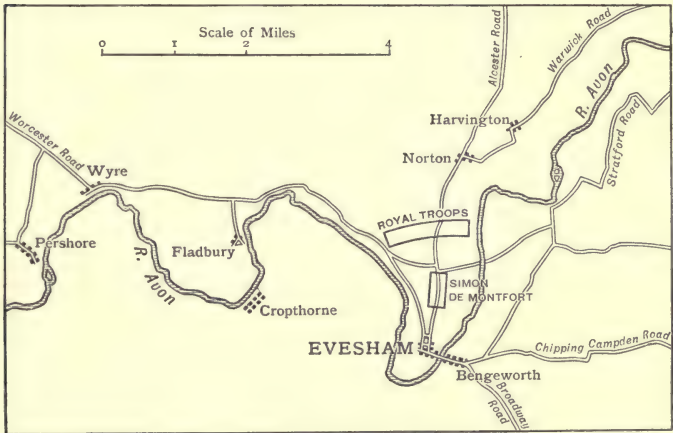 Scale of Miles
0 1 2 4
Alcester Road
Warwick Road
R. Avon
Stratford Road
Harvington
Norton
Worcester Road
Wyre
ROYAL TROOPS
Pershore
Fladbury
R. Avon
SIMON
DE MONTFORT
Cropthorne
EVESHAM
Chipping Campden Road
Bengeworth
Broadway
Road